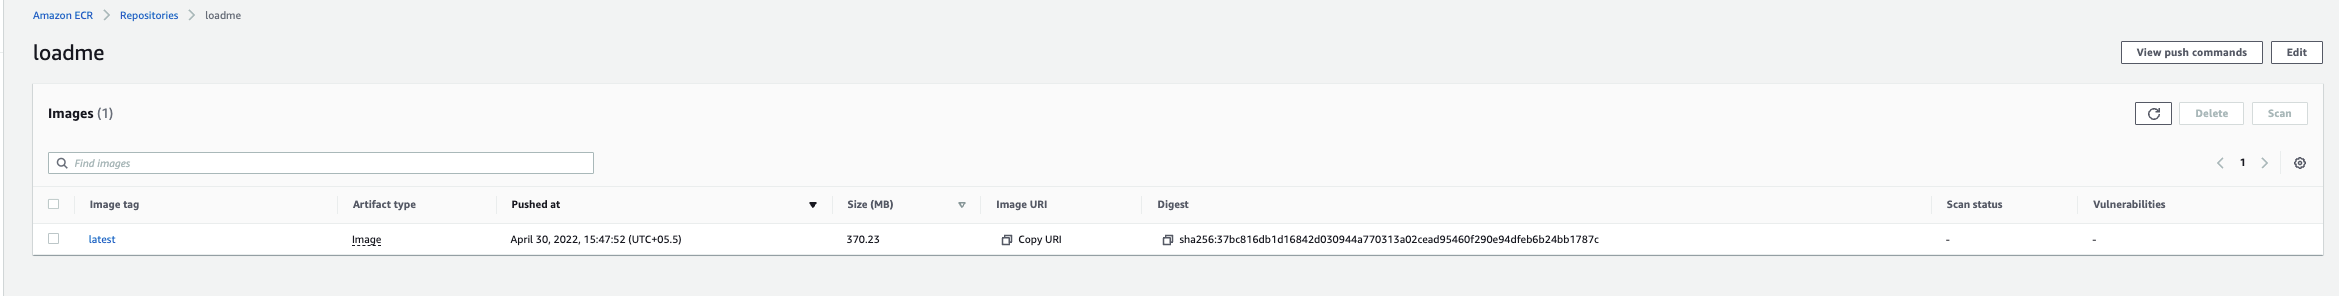 Amazon ECR > Repositories > loadme
loadme
View push commands
Edit
Images (1)
Delete
Scan
Find images
1
Image tag
Artifact type
Pushed at
Size (MB)
Image URI
Digest
Scan status
Vulnerabilities
latest
Image
April 30, 2022, 15:47:52 (UTC+05.5)
370.23
Copy URI
sha256:37bc816db1d16842d030944a770313a02cead95460f290e94dfeb6b24bb1787c
-
-